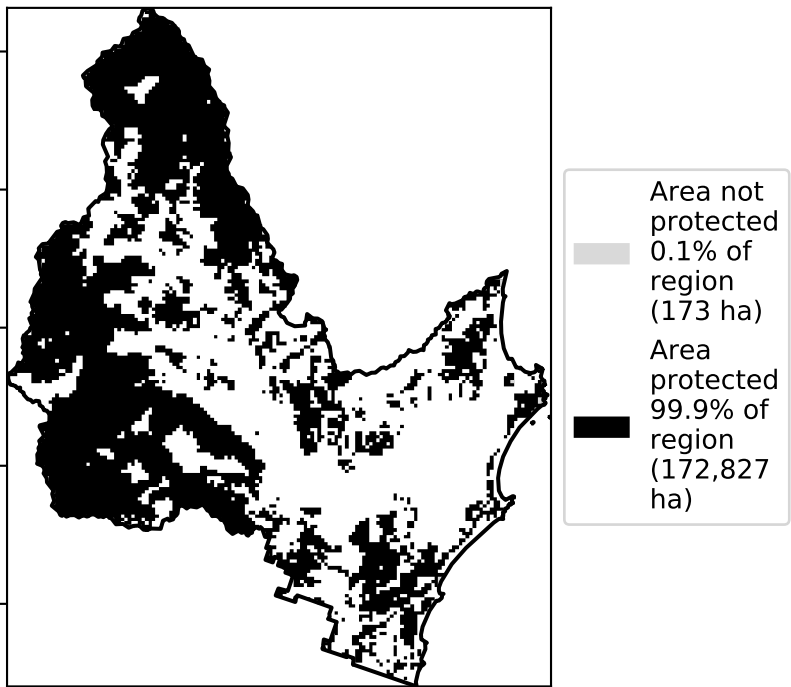 Area not
protected
0.1% of
region
(173 ha)
Area
protected
99.9% of
region
(172,827
ha)